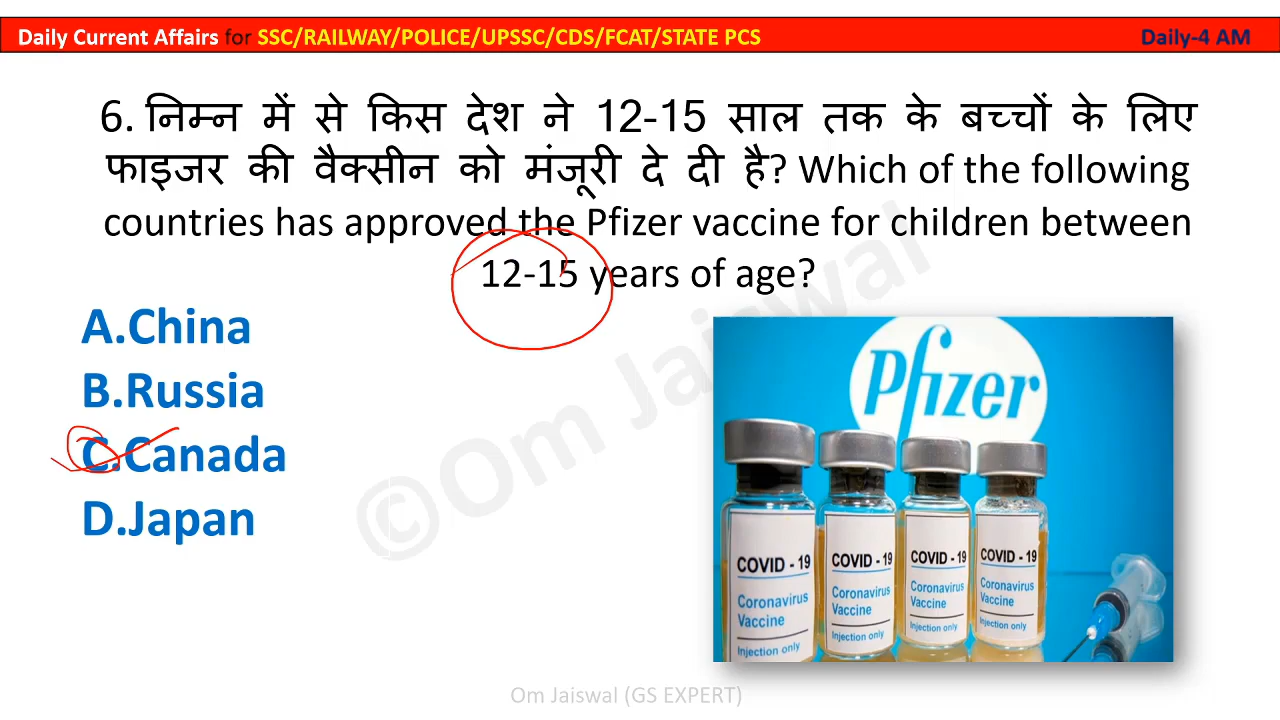 Daily Current Affairs for SSC/RAILWAY/POLICE/UPSSC/CDS/FCAT/STATE PCS Daily-4 AM
6. निम्न में से किस देश ने 12-15 साल तक के बच्चों के लिए
फाइजर की वैक्सीन को मंजूरी दे दी है? Which of the following
countries has approved the Pfizer vaccine for children between
12-15 years of age?
A.China
B.Russia
C.Canada
D.Japan
©Om Jaiswal
Pfizer
COVID - 19
Coronavirus
Vaccine
Injection only
COVID - 19
Coronavirus
Vaccine
Injection only
COVID - 19
Coronavirus
Vaccine
Injection only
COVID - 19
Coronavirus
Vaccine
Injection only
Om Jaiswal (GS EXPERT)